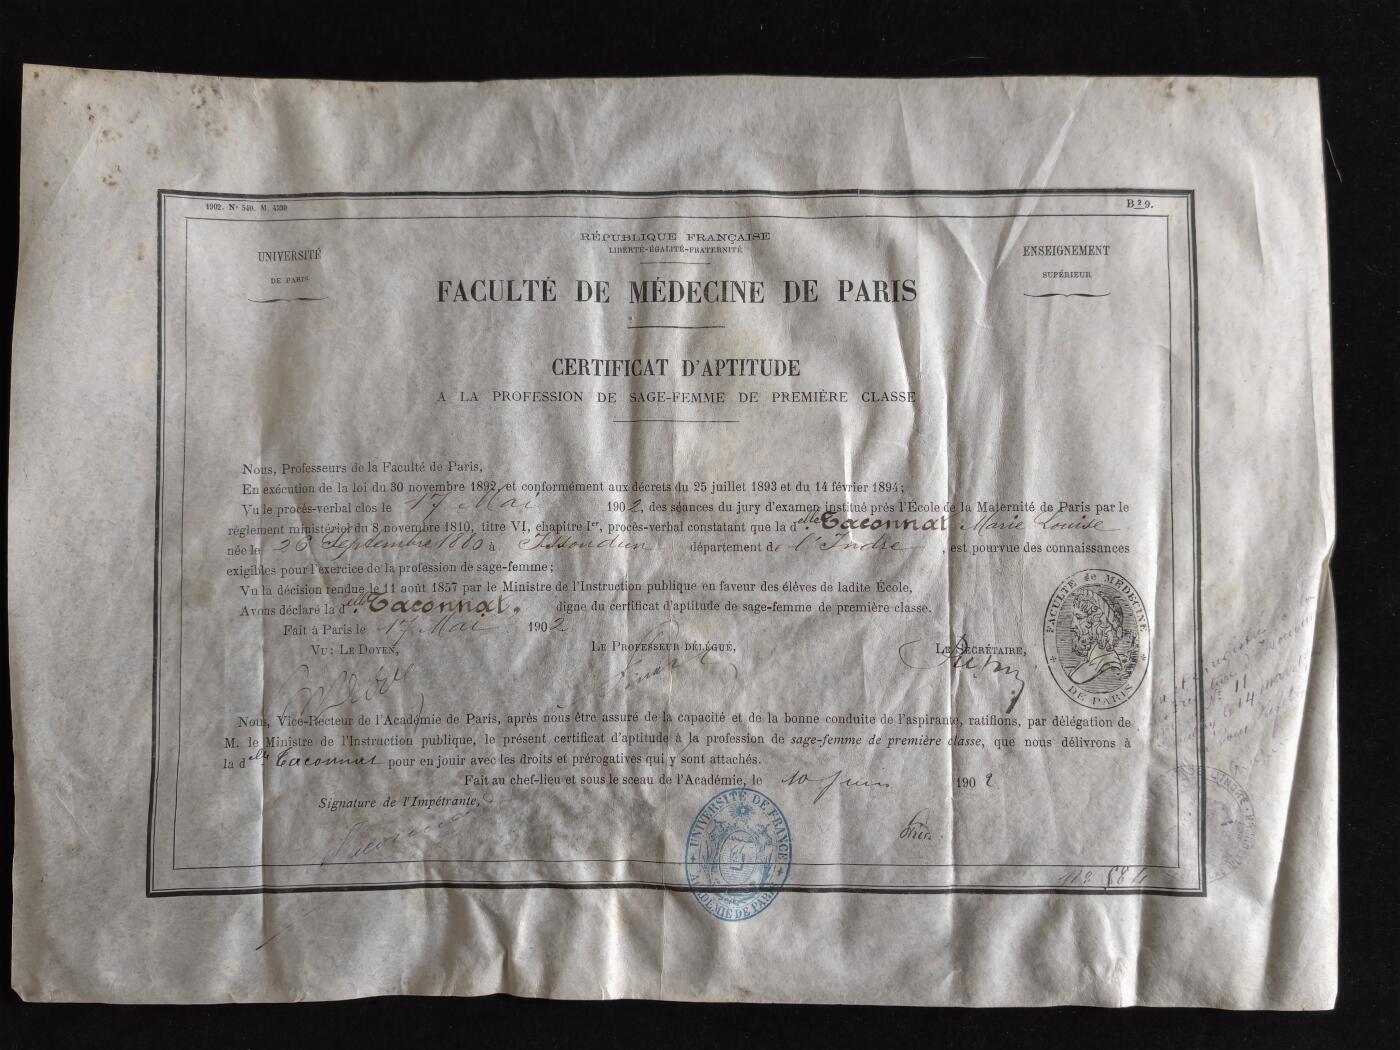 1902. Nº 540. M. 4330
B 2 9.
UNIVERSITÉ
DE PARIS
RÉPUBLIQUE FRANÇAISE
LIBERTÉ-ÉGALITÉ-FRATERNITÉ
ENSEIGNEMENT
SUPÉRIEUR
FACULTÉ DE MÉDECINE DE PARIS
CERTIFICAT D'APTITUDE
A LA PROFESSION DE SAGE-FEMME DE PREMIÈRE CLASSE
Nous, Professeurs de la Faculté de Paris,
En exécution de la loi du 30 novembre 1892, et conformément aux décrets du 25 juillet 1893 et du 14 février 1894;
Vu le procès-verbal clos le 17 Mai 1902, des séances du jury d'examen institué près l'École de la Maternité de Paris par le
règlement ministériel du 8 novembre 1810, titre VI, chapitre Ier, procès-verbal constatant que la delle Taconnat Marie Louise
née le 26 Septembre 1880 à Issoudun département de l'Indre, est pourvue des connaissances
exigibles pour l'exercice de la profession de sage-femme;
Vu la décision rendue le 11 août 1857 par le Ministre de l'Instruction publique en faveur des élèves de ladite École,
Avons déclaré la delle Taconnat. digne du certificat d'aptitude de sage-femme de première classe.
Fait à Paris le 17 Mai 1902
VU: LE DOYEN,
LE PROFESSEUR DÉLÉGUÉ,
LE SECRÉTAIRE,
FACULTÉ de MÉDECINE
DE PARIS
Pinard
Nous, Vice-Recteur de l'Académie de Paris, après nous être assuré de la capacité et de la bonne conduite de l'aspirante, ratifions, par délégation de
M. le Ministre de l'Instruction publique, le présent certificat d'aptitude à la profession de sage-femme de première classe, que nous délivrons à
la delle Taconnat pour en jouir avec les droits et prérogatives qui y sont attachés.
Fait au chef-lieu et sous le sceau de l'Académie, le 10 juin 1902
Signature de l'Impétrante,
UNIVERSITÉ DE FRANCE
ACADÉMIE DE PARIS